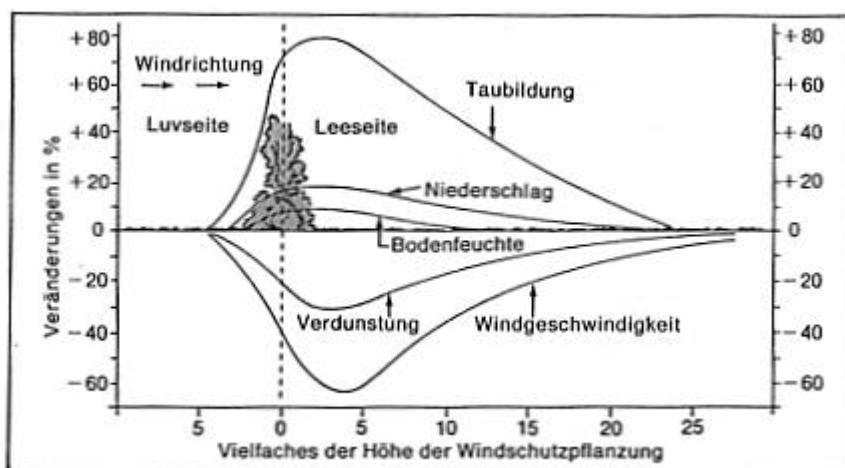 +80
+60
+40
+20
0
−20
−40
−60
Veränderungen in %
Windrichtung
Luvseite
Leeseite
Taubildung
Niederschlag
Bodenfeuchte
Verdunstung
Windgeschwindigkeit
+80
+60
+40
+20
0
−20
−40
−60
5 0 5 10 15 20 25
Vielfaches der Höhe der Windschutzpflanzung